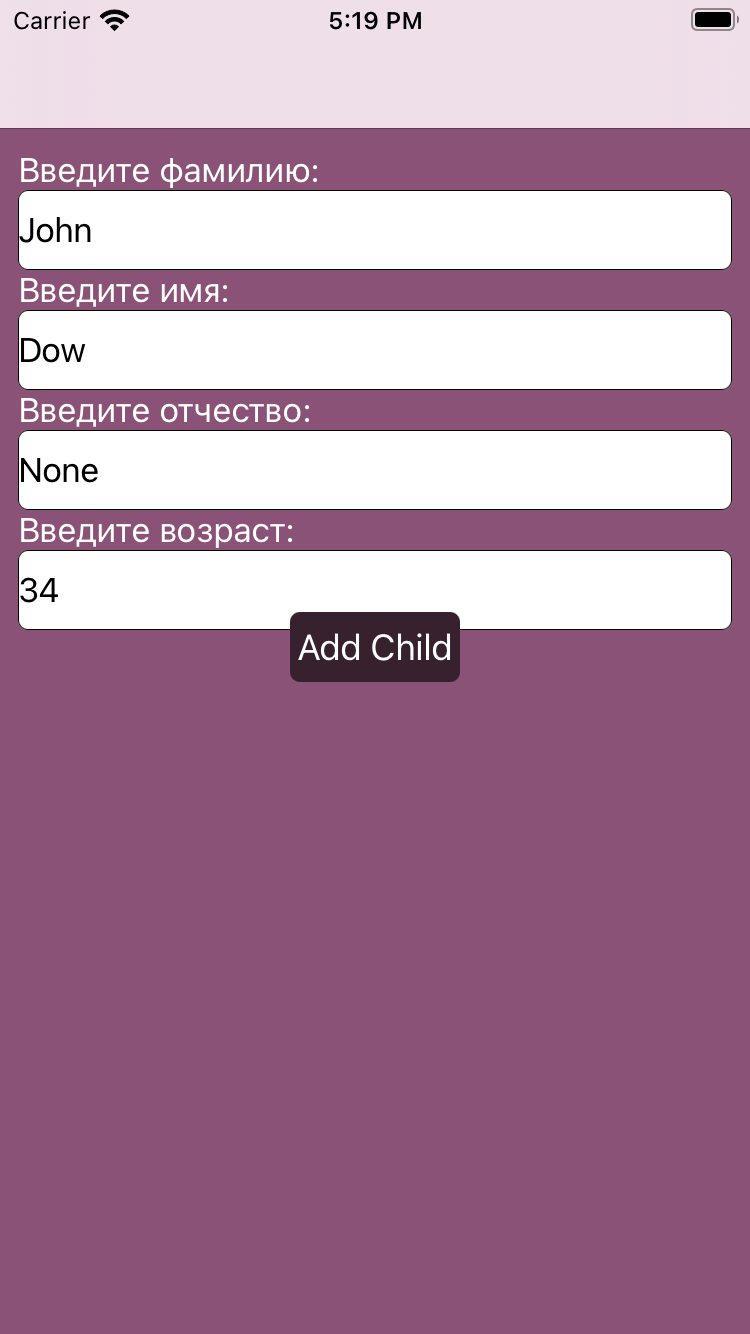 Carrier 5:19 PM
Введите фамилию:
John
Введите имя:
Dow
Введите отчество:
None
Введите возраст:
34
Add Child